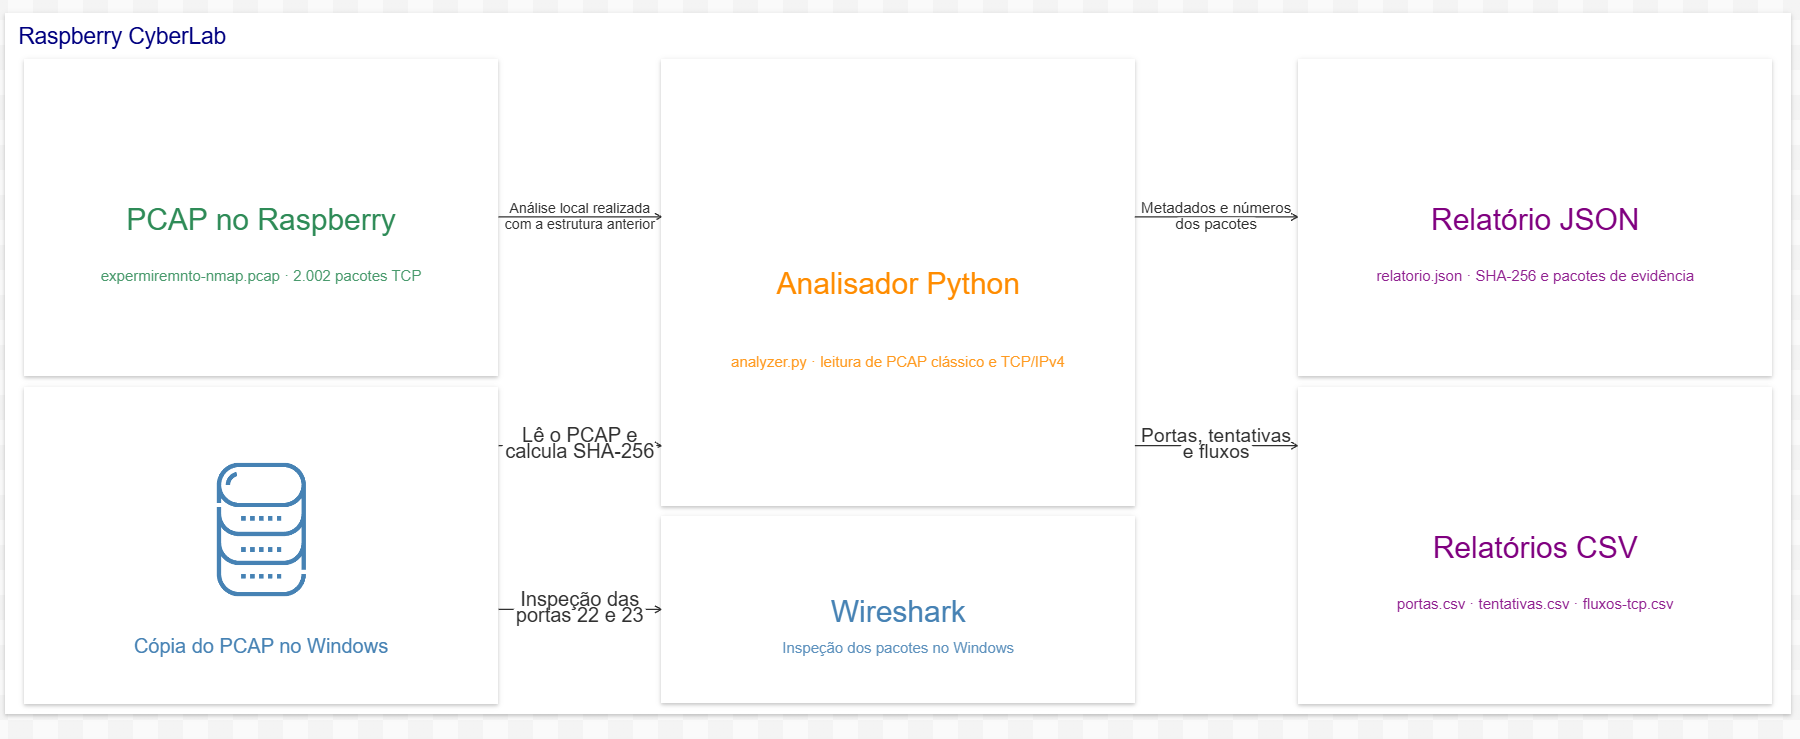 Raspberry CyberLab
PCAP no Raspberry
expermiremnto-nmap.pcap · 2.002 pacotes TCP
Análise local realizada
com a estrutura anterior
Analisador Python
analyzer.py · leitura de PCAP clássico e TCP/IPv4
Metadados e números
dos pacotes
Relatório JSON
relatorio.json · SHA-256 e pacotes de evidência
Cópia do PCAP no Windows
Lê o PCAP e
calcula SHA-256
Inspeção das
portas 22 e 23
Wireshark
Inspeção dos pacotes no Windows
Portas, tentativas
e fluxos
Relatórios CSV
portas.csv · tentativas.csv · fluxos-tcp.csv